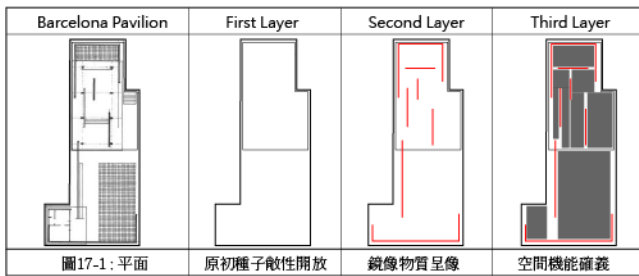 Barcelona Pavilion
First Layer
Second Layer
Third Layer
圖17-1：平面
原初種子敞性開放
鏡像物質呈像
空間機能確義